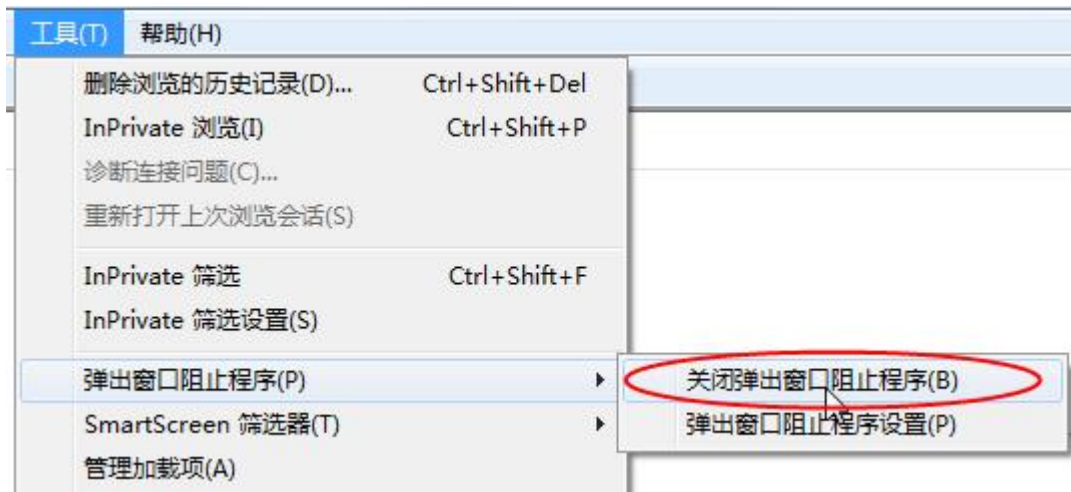 工具(T) 帮助(H)
删除浏览的历史记录(D)... Ctrl+Shift+Del
InPrivate 浏览(I) Ctrl+Shift+P
诊断连接问题(C)...
重新打开上次浏览会话(S)
InPrivate 筛选 Ctrl+Shift+F
InPrivate 筛选设置(S)
弹出窗口阻止程序(P) 关闭弹出窗口阻止程序(B)
SmartScreen 筛选器(T) 弹出窗口阻止程序设置(P)
管理加载项(A)